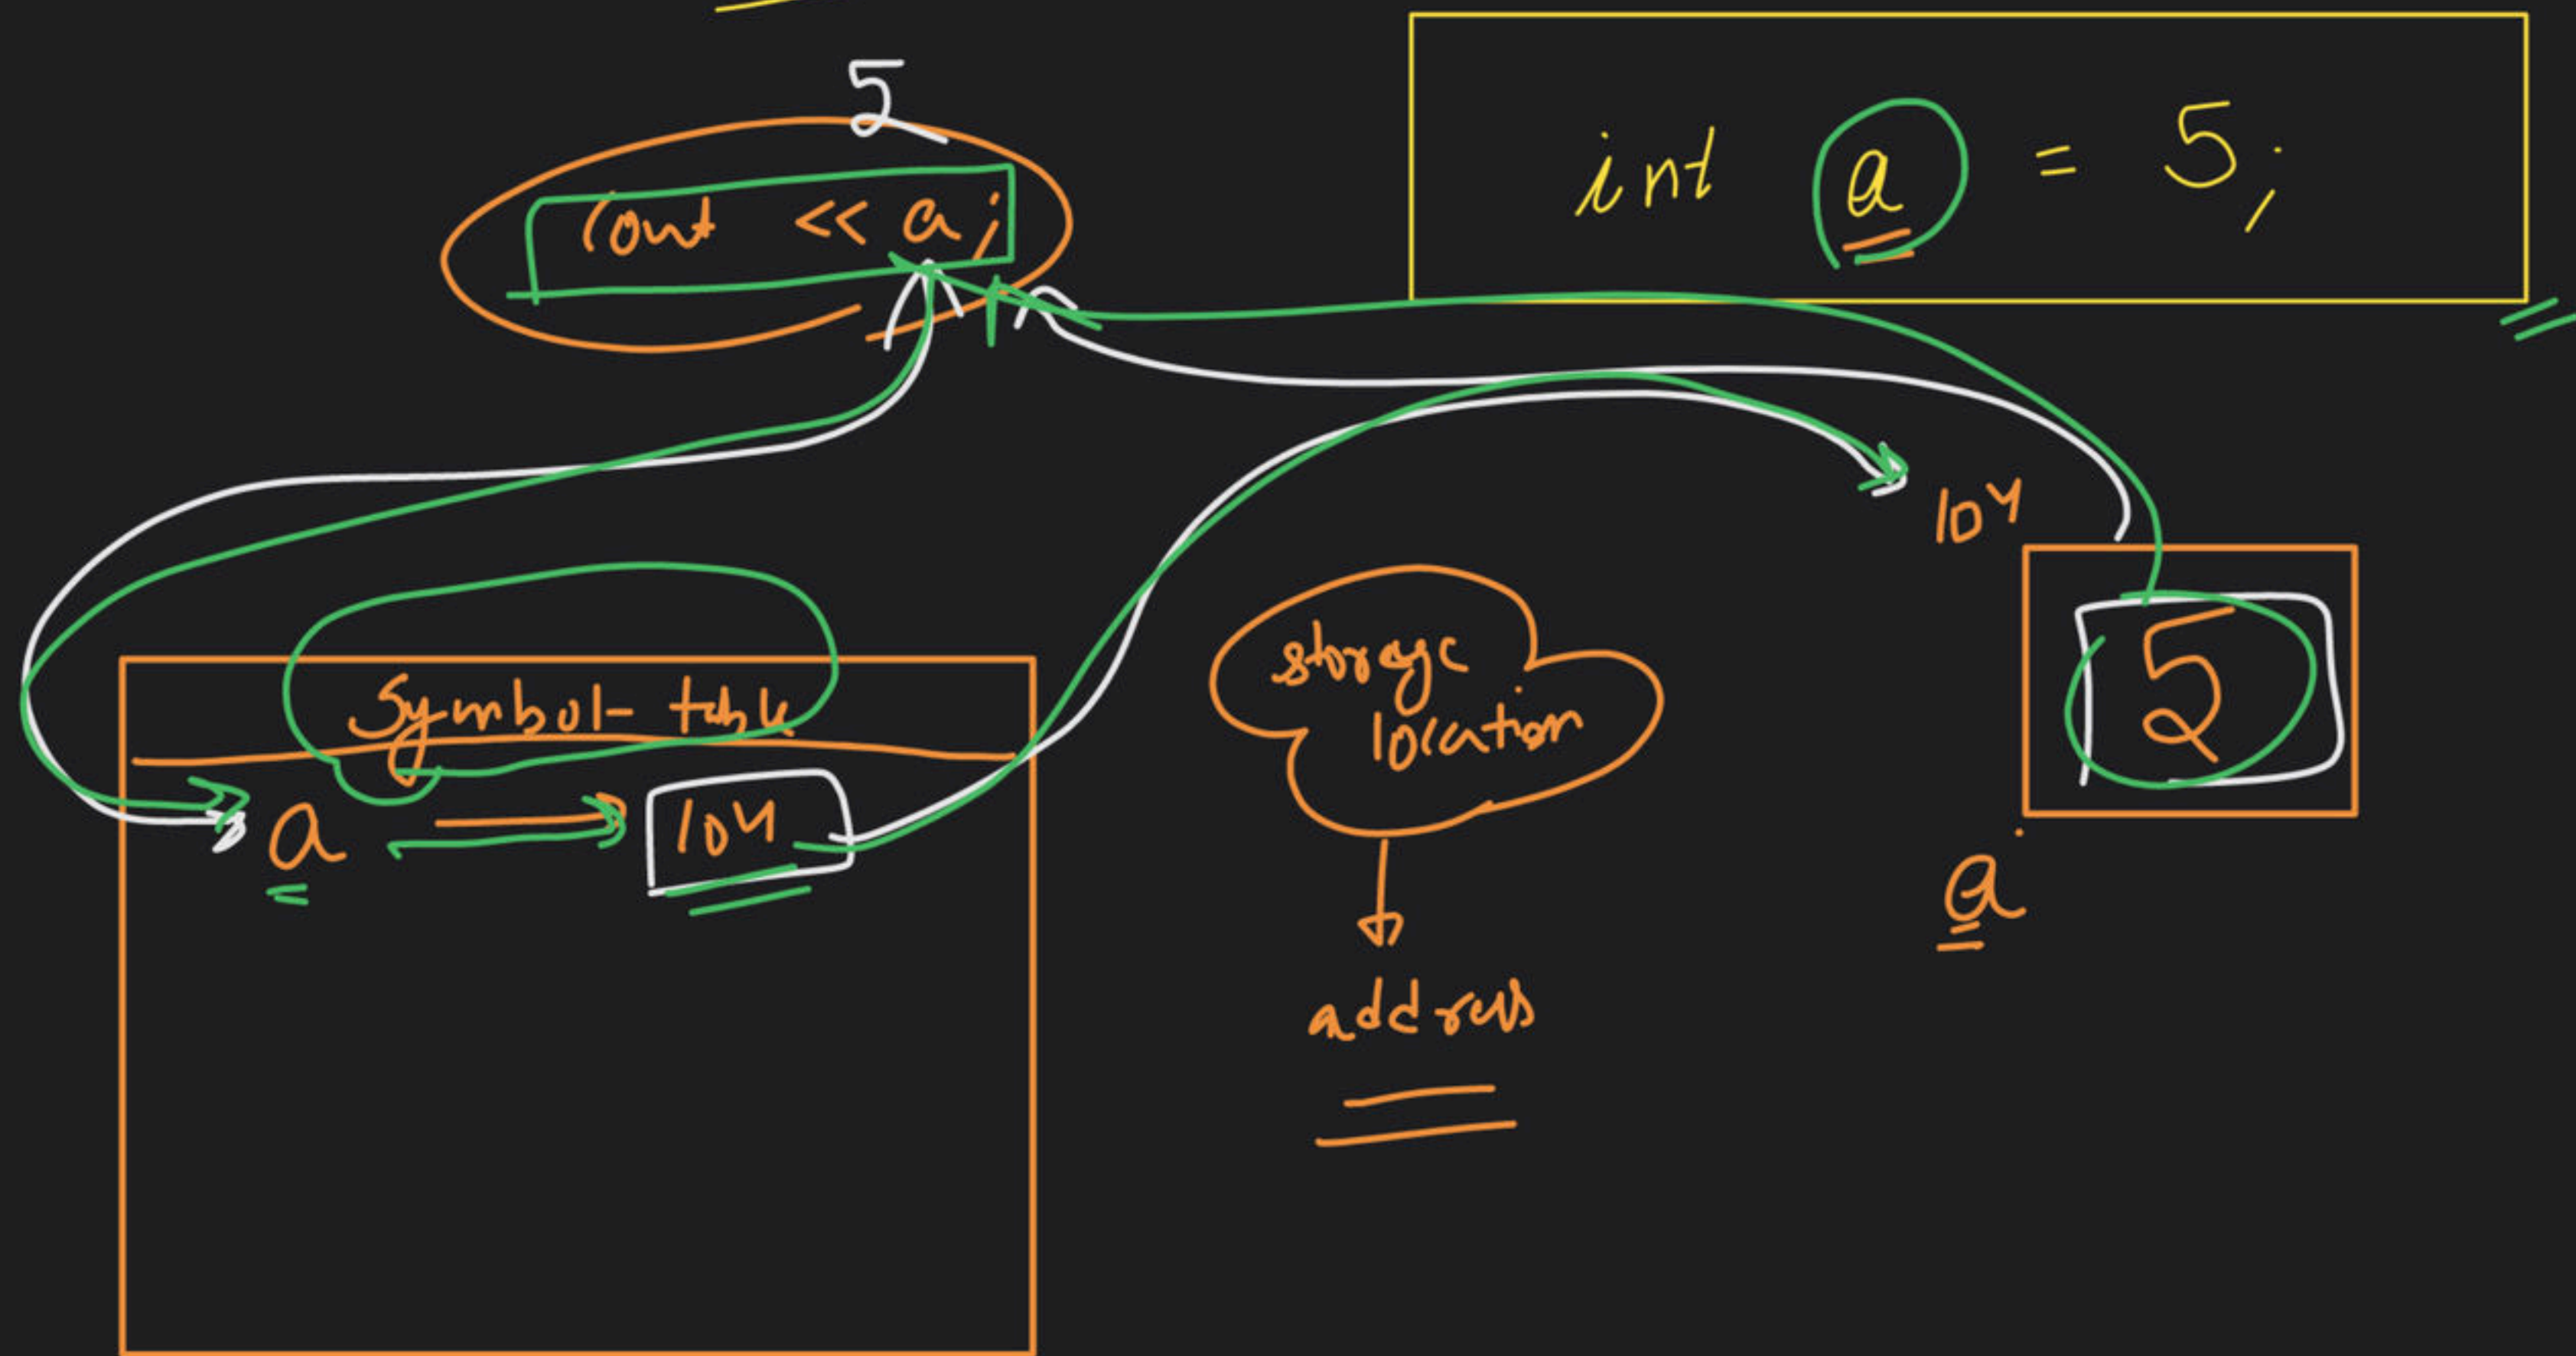 5
cout << a;
int a = 5;
104
storage
location
5
Symbol-table
a → 104
a
address